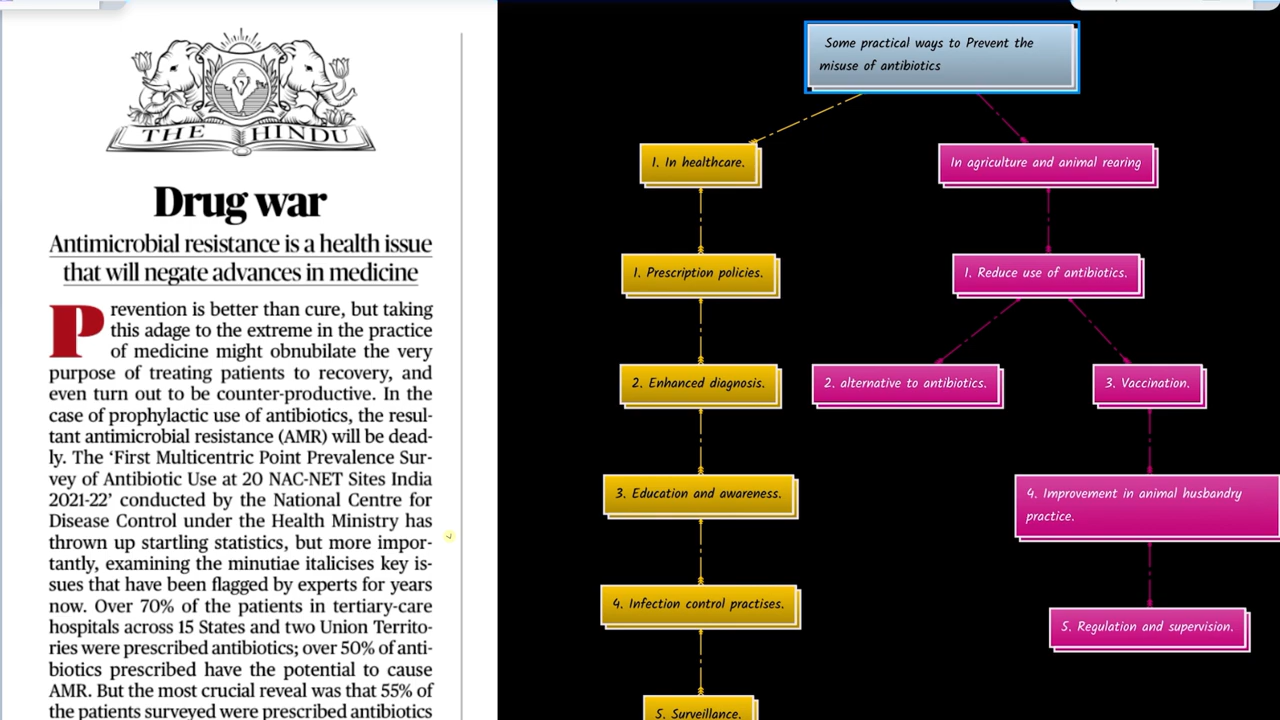 THE HINDU
Drug war
Antimicrobial resistance is a health issue
that will negate advances in medicine
Prevention is better than cure, but taking
this adage to the extreme in the practice
of medicine might obnubilate the very
purpose of treating patients to recovery, and
even turn out to be counter-productive. In the
case of prophylactic use of antibiotics, the resul-
tant antimicrobial resistance (AMR) will be dead-
ly. The ‘First Multicentric Point Prevalence Sur-
vey of Antibiotic Use at 20 NAC-NET Sites India
2021-22’ conducted by the National Centre for
Disease Control under the Health Ministry has
thrown up startling statistics, but more impor-
tantly, examining the minutiae italicises key is-
sues that have been flagged by experts for years
now. Over 70% of the patients in tertiary-care
hospitals across 15 States and two Union Territo-
ries were prescribed antibiotics; over 50% of anti-
biotics prescribed have the potential to cause
AMR. But the most crucial reveal was that 55% of
the patients surveyed were prescribed antibiotics
Some practical ways to Prevent the
misuse of antibiotics
1. In healthcare.
1. Prescription policies.
2. Enhanced diagnosis.
3. Education and awareness.
4. Infection control practises.
5. Surveillance.
In agriculture and animal rearing
1. Reduce use of antibiotics.
2. alternative to antibiotics.
3. Vaccination.
4. Improvement in animal husbandry
practice.
5. Regulation and supervision.